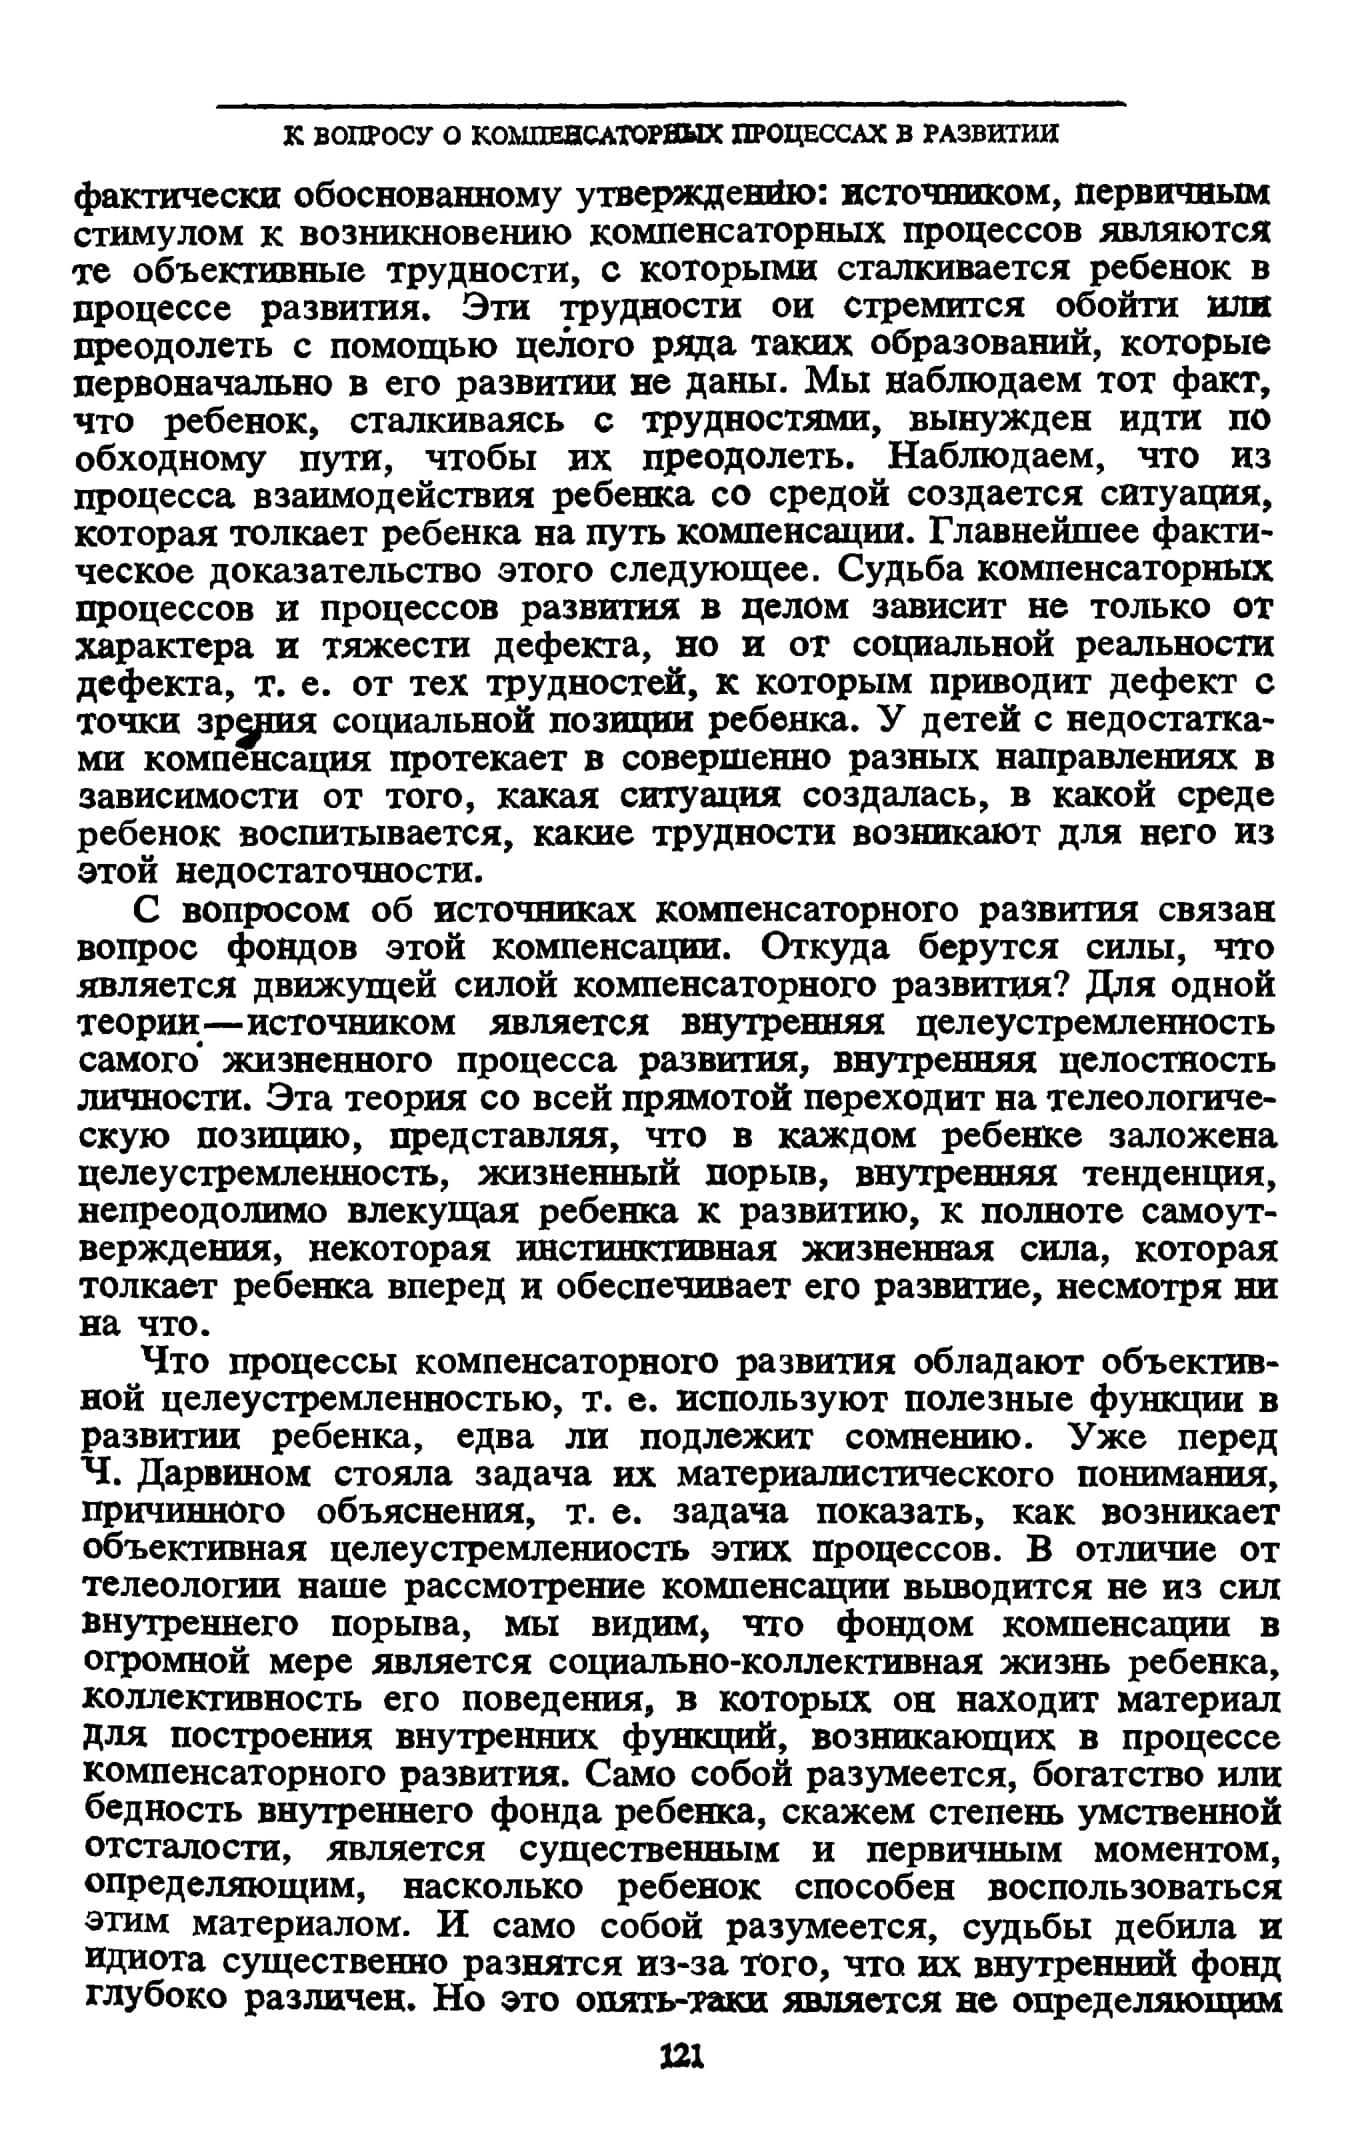 К ВОПРОСУ О КОМПЕНСАТОРНЫХ ПРОЦЕССАХ В РАЗВИТИИ
фактически обоснованному утверждению: источником, первичным
стимулом к возникновению компенсаторных процессов являются
те объективные трудности, с которыми сталкивается ребенок в
процессе развития. Эти трудности ои стремится обойти или
преодолеть с помощью целого ряда таких образований, которые
первоначально в его развитии не даны. Мы наблюдаем тот факт,
что ребенок, сталкиваясь с трудностями, вынужден идти по
обходному пути, чтобы их преодолеть. Наблюдаем, что из
процесса взаимодействия ребенка со средой создается ситуация,
которая толкает ребенка на путь компенсации. Главнейшее факти-
ческое доказательство этого следующее. Судьба компенсаторных
процессов и процессов развития в целом зависит не только от
характера и тяжести дефекта, но и от социальной реальности
дефекта, т. е. от тех трудностей, к которым приводит дефект с
точки зрения социальной позиции ребенка. У детей с недостатка-
ми компенсация протекает в совершенно разных направлениях в
зависимости от того, какая ситуация создалась, в какой среде
ребенок воспитывается, какие трудности возникают для него из
этой недостаточности.
С вопросом об источниках компенсаторного развития связан
вопрос фондов этой компенсации. Откуда берутся силы, что
является движущей силой компенсаторного развития? Для одной
теории—источником является внутренняя целеустремленность
самого жизненного процесса развития, внутренняя целостность
личности. Эта теория со всей прямотой переходит на телеологиче-
скую позицию, представляя, что в каждом ребенке заложена
целеустремленность, жизненный порыв, внутренняя тенденция,
непреодолимо влекущая ребенка к развитию, к полноте самоут-
верждения, некоторая инстинктивная жизненная сила, которая
толкает ребенка вперед и обеспечивает его развитие, несмотря ни
на что.
Что процессы компенсаторного развития обладают объектив-
ной целеустремленностью, т. е. используют полезные функции в
развитии ребенка, едва ли подлежит сомнению. Уже перед
Ч. Дарвином стояла задача их материалистического понимания,
причинного объяснения, т. е. задача показать, как возникает
объективная целеустремлениость этих процессов. В отличие от
телеологии наше рассмотрение компенсации выводится не из сил
внутреннего порыва, мы видим, что фондом компенсации в
огромной мере является социально-коллективная жизнь ребенка,
коллективность его поведения, в которых он находит материал
для построения внутренних функций, возникающих в процессе
компенсаторного развития. Само собой разумеется, богатство или
бедность внутреннего фонда ребенка, скажем степень умственной
отсталости, является существенным и первичным моментом,
определяющим, насколько ребенок способен воспользоваться
этим материалом. И само собой разумеется, судьбы дебила и
идиота существенно разнятся из-за того, что их внутренний фонд
глубоко различен. Но это опять-таки является не определяющим
121